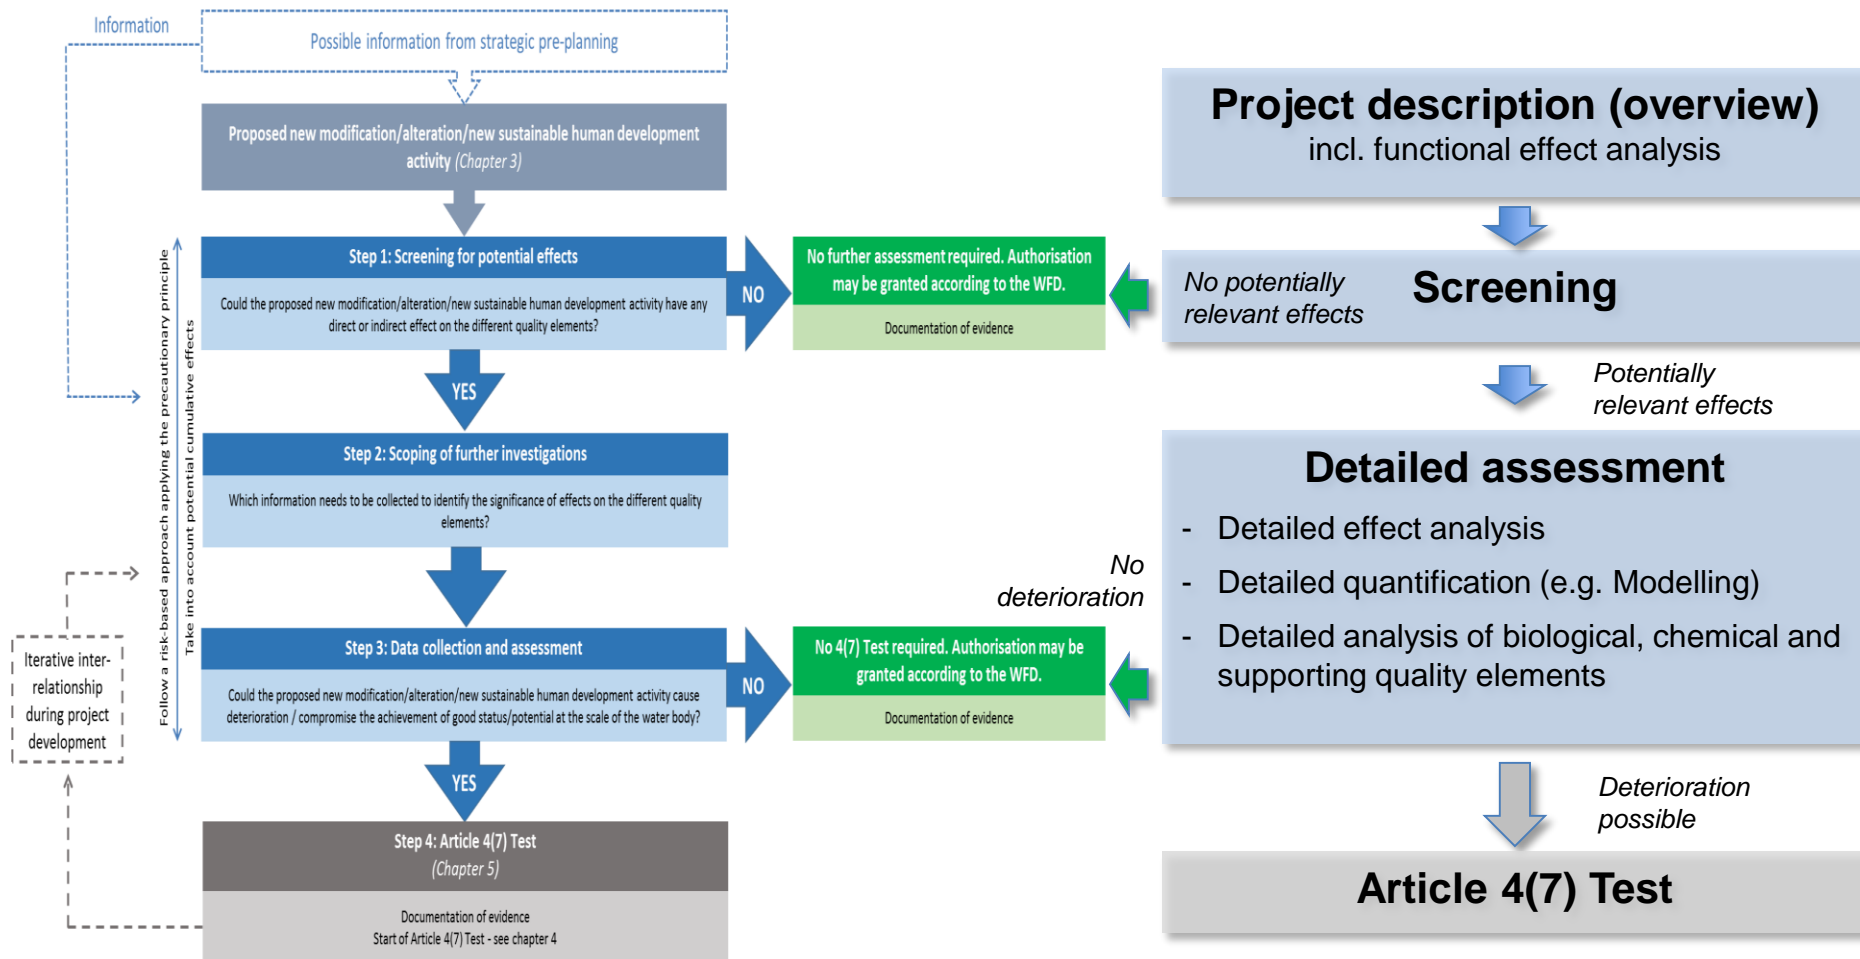 Information
Possible information from strategic pre-planning
Proposed new modification/alteration/new sustainable human development
activity (Chapter 3)
Follow a risk-based approach applying the precautionary principle
Take into account potential cumulative effects
Step 1: Screening for potential effects
Could the proposed new modification/alteration/new sustainable human development activity have any
direct or indirect effect on the different quality elements?
NO
No further assessment required. Authorisation
may be granted according to the WFD.
Documentation of evidence
YES
Step 2: Scoping of further investigations
Which information needs to be collected to identify the significance of effects on the different quality
elements?
Step 3: Data collection and assessment
Could the proposed new modification/alteration/new sustainable human development activity cause
deterioration / compromise the achievement of good status/potential at the scale of the water body?
NO
No 4(7) Test required. Authorisation may be
granted according to the WFD.
Documentation of evidence
YES
Iterative inter-
relationship
during project
development
Step 4: Article 4(7) Test
(Chapter 5)
Documentation of evidence
Start of Article 4(7) Test - see chapter 4
Project description (overview)
incl. functional effect analysis
No potentially
relevant effects
Screening
Potentially
relevant effects
Detailed assessment
- Detailed effect analysis
- Detailed quantification (e.g. Modelling)
- Detailed analysis of biological, chemical and
supporting quality elements
No
deterioration
Deterioration
possible
Article 4(7) Test